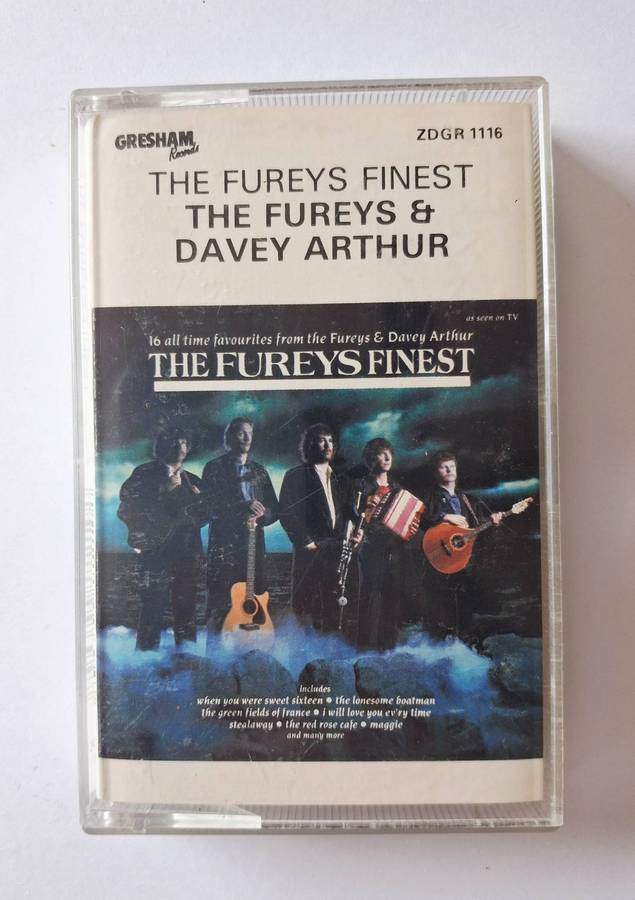 GRESHAM
Records
ZDGR 1116
THE FUREYS FINEST
THE FUREYS &
DAVEY ARTHUR
as seen on TV
16 all time favourites from the Fureys & Davey Arthur
THE FUREYS FINEST
includes
when you were sweet sixteen • the lonesome boatman
the green fields of france • i will love you ev'ry time
stealaway • the red rose cafe • maggie
and many more